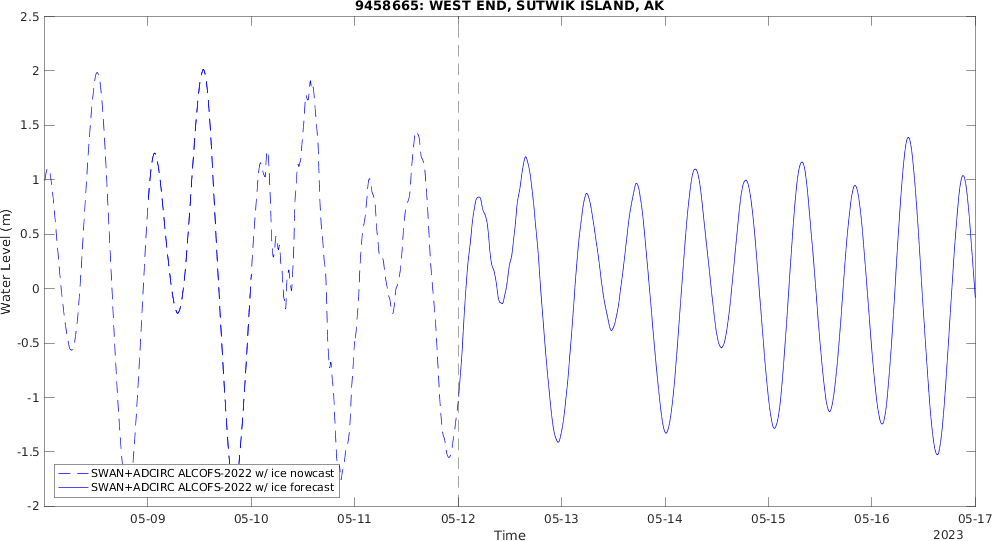 9458665: WEST END, SUTWIK ISLAND, AK
2.5
2
1.5
1
0.5
0
-0.5
-1
-1.5
-2
Water Level (m)
SWAN+ADCIRC ALCOFS-2022 w/ ice nowcast
SWAN+ADCIRC ALCOFS-2022 w/ ice forecast
05-09 05-10 05-11 05-12 05-13 05-14 05-15 05-16 05-17
Time
2023